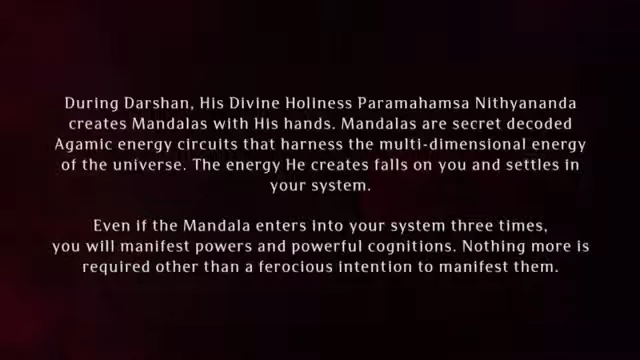 During Darshan, His Divine Holiness Paramahamsa Nithyananda
creates Mandalas with His hands. Mandalas are secret decoded
Agamic energy circuits that harness the multi-dimensional energy
of the universe. The energy He creates falls on you and settles in
your system.
Even if the Mandala enters into your system three times,
you will manifest powers and powerful cognitions. Nothing more is
required other than a ferocious intention to manifest them.